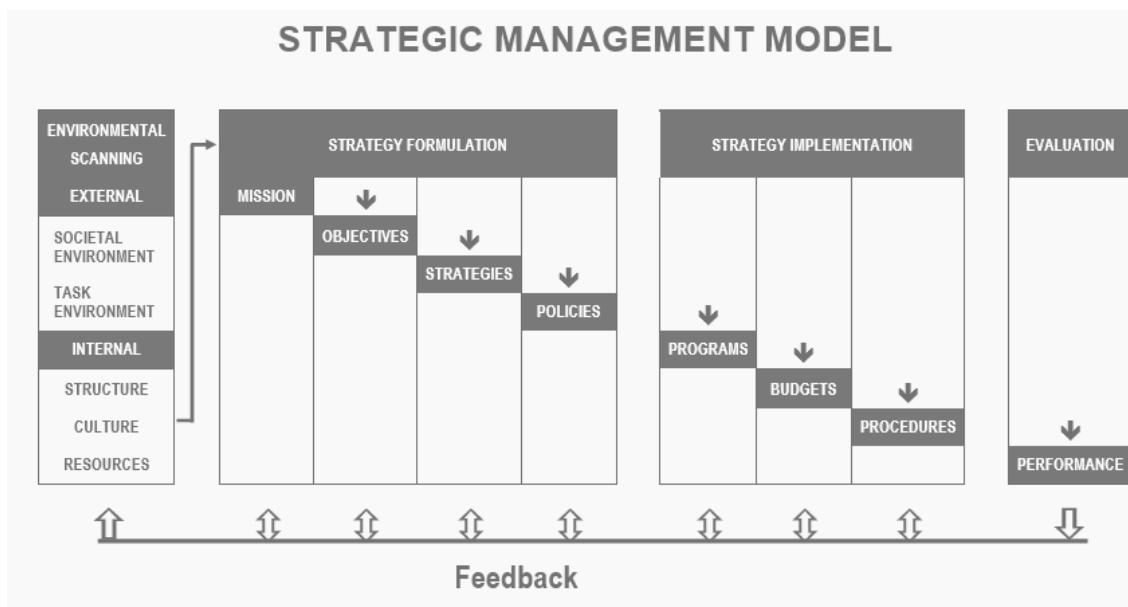 STRATEGIC MANAGEMENT MODEL
ENVIRONMENTAL
SCANNING
EXTERNAL
SOCIETAL
ENVIRONMENT
TASK
ENVIRONMENT
INTERNAL
STRUCTURE
CULTURE
RESOURCES
STRATEGY FORMULATION
MISSION
OBJECTIVES
STRATEGIES
POLICIES
STRATEGY IMPLEMENTATION
PROGRAMS
BUDGETS
PROCEDURES
EVALUATION
PERFORMANCE
Feedback